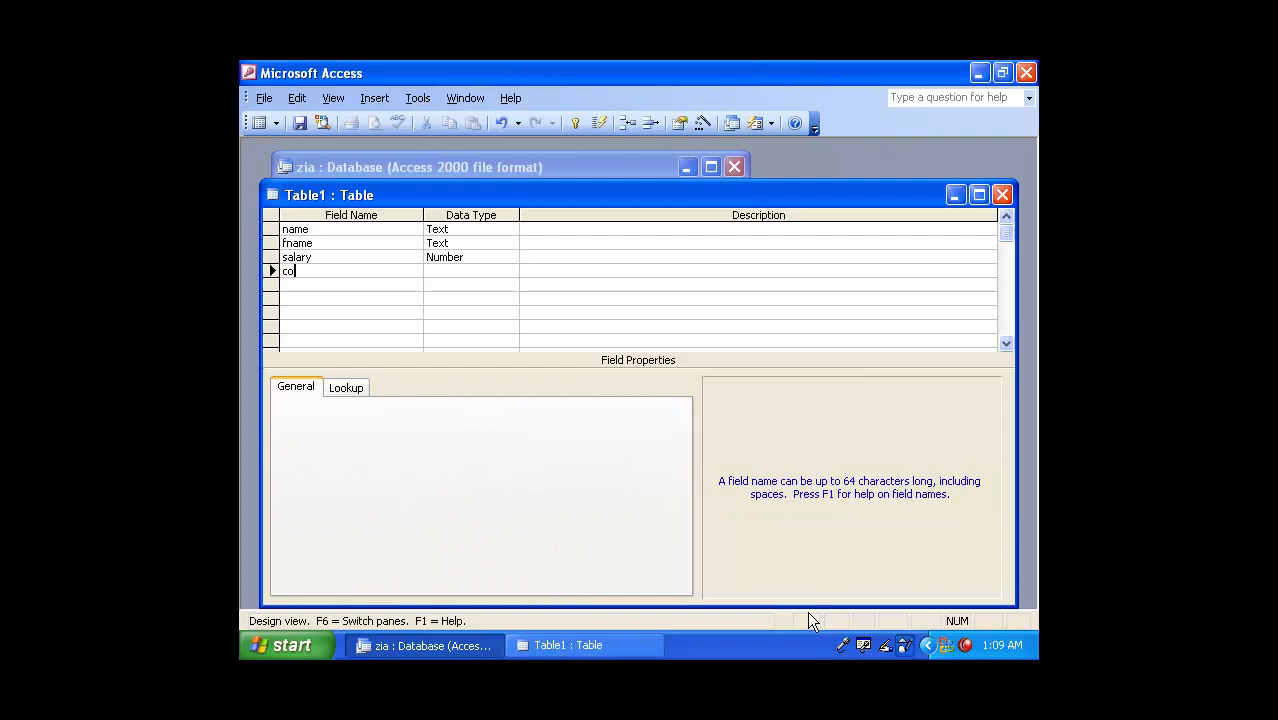 Microsoft Access
File Edit View Insert Tools Window Help
Type a question for help
zia : Database (Access 2000 file format)
Table1 : Table
Field Name Data Type Description
name Text
fname Text
salary Number
co
Field Properties
General Lookup
A field name can be up to 64 characters long, including
spaces. Press F1 for help on field names.
Design view. F6 = Switch panes. F1 = Help.
NUM
start
zia : Database (Acces...
Table1 : Table
1:09 AM